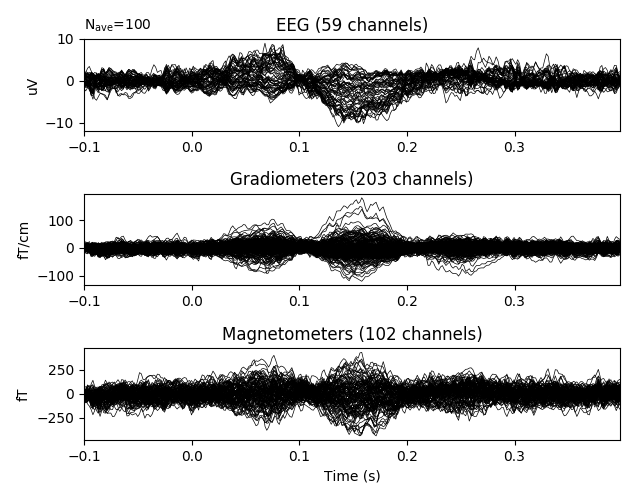 N_ave=100
EEG (59 channels)
10
0
−10
uV
−0.1 0.0 0.1 0.2 0.3
Gradiometers (203 channels)
100
0
−100
fT/cm
−0.1 0.0 0.1 0.2 0.3
Magnetometers (102 channels)
250
0
−250
fT
−0.1 0.0 0.1 0.2 0.3
Time (s)